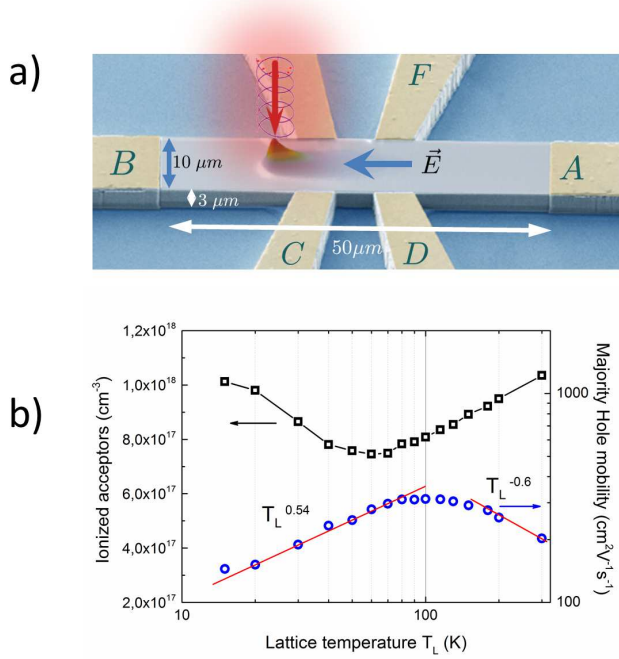 a)
F
B
10 μm
E
A
3 μm
50μm
C
D
b)
1,2x10^18
1,0x10^18
8,0x10^17
6,0x10^17
4,0x10^17
2,0x10^17
Ionized acceptors (cm^-3)
T_L^0.54
T_L^-0.6
1000
100
Majority Hole mobility
(cm^2V^-1s^-1)
10
100
Lattice temperature T_L (K)